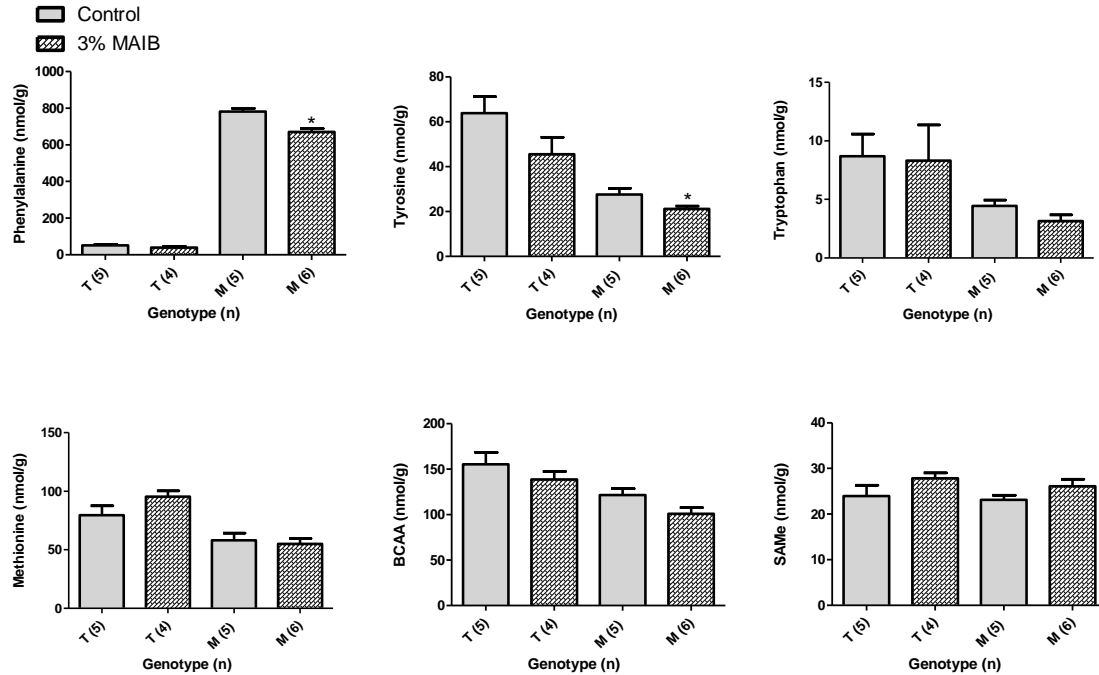 Control
3% MAIB
Phenylalanine (nmol/g)
1000
800
600
400
200
0
*
T (5)
T (4)
M (5)
M (6)
Genotype (n)
Tyrosine (nmol/g)
80
60
40
20
0
*
T (5)
T (4)
M (5)
M (6)
Genotype (n)
Tryptophan (nmol/g)
15
10
5
0
T (5)
T (4)
M (5)
M (6)
Genotype (n)
Methionine (nmol/g)
150
100
50
0
T (5)
T (4)
M (5)
M (6)
Genotype (n)
BCAA (nmol/g)
200
150
100
50
0
T (5)
T (4)
M (5)
M (6)
Genotype (n)
SAMe (nmol/g)
40
30
20
10
0
T (5)
T (4)
M (5)
M (6)
Genotype (n)